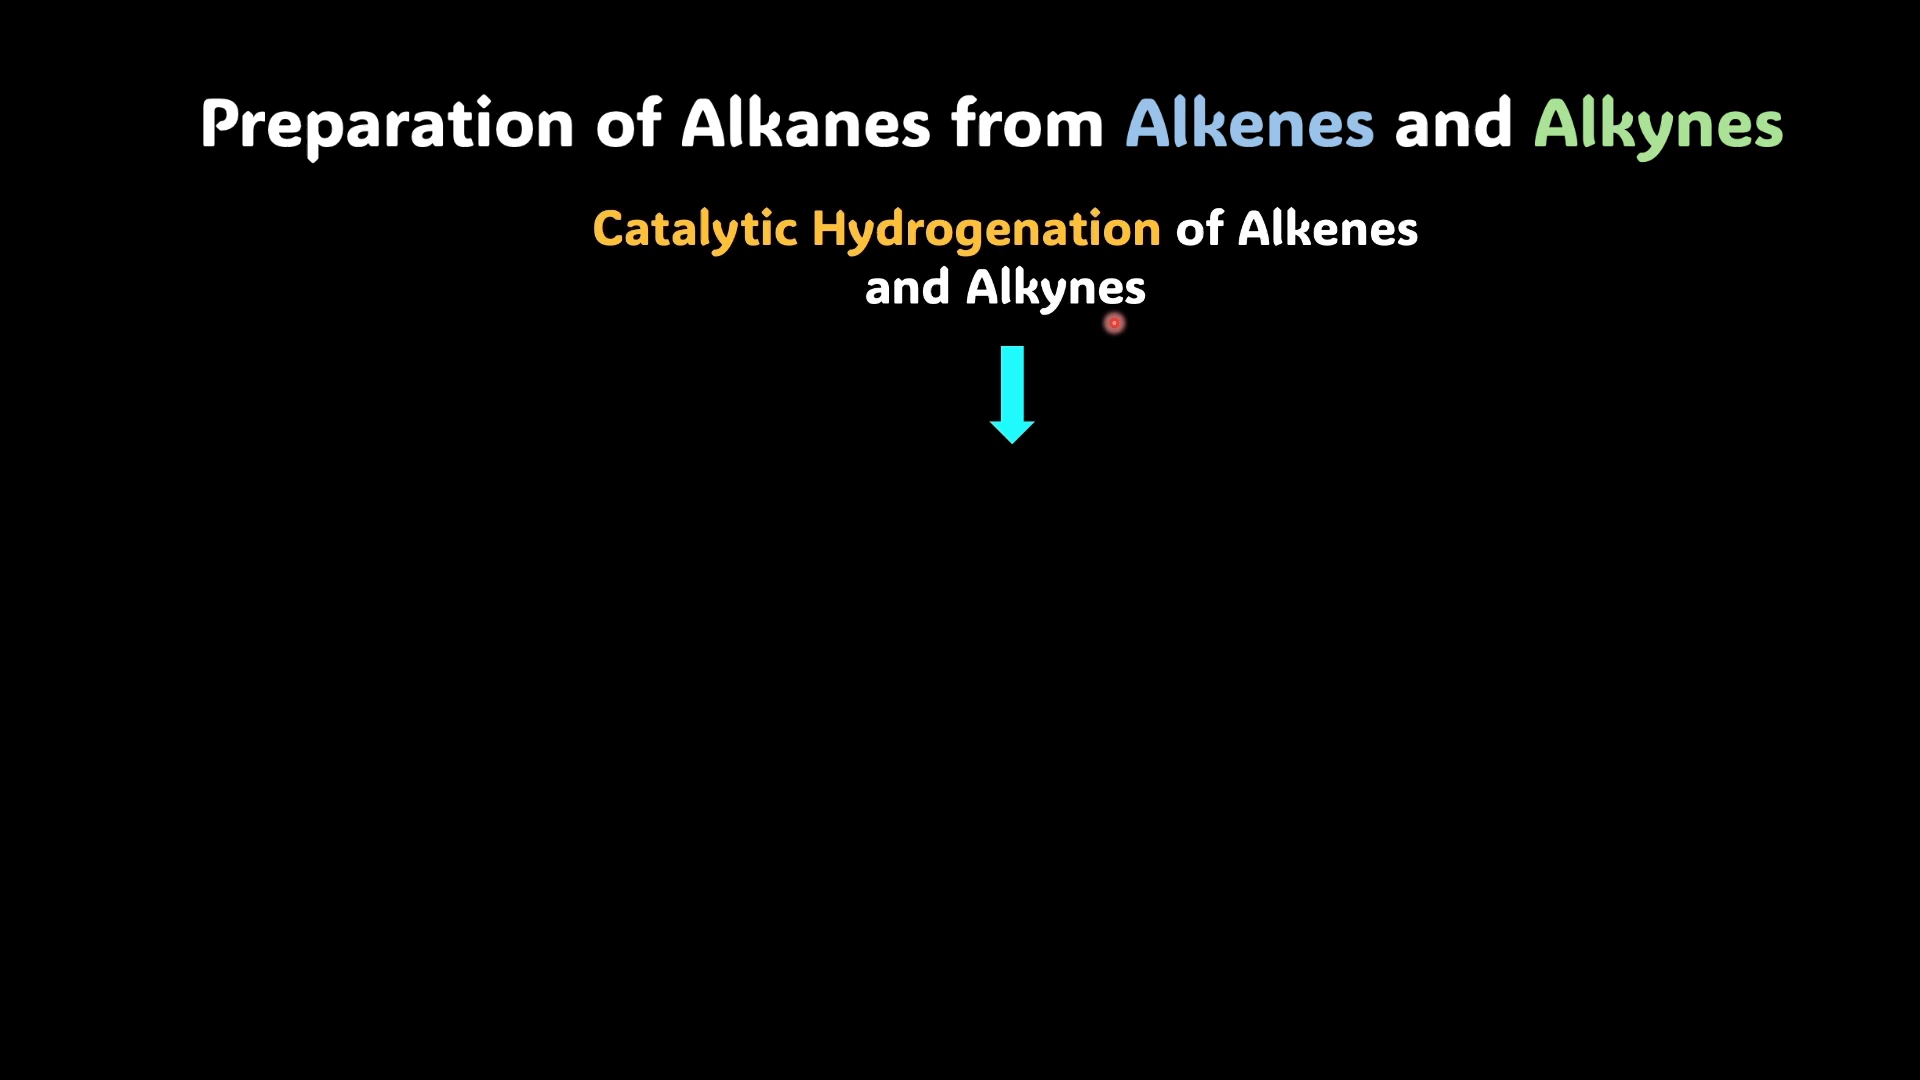 Preparation of Alkanes from Alkenes and Alkynes
Catalytic Hydrogenation of Alkenes
and Alkynes